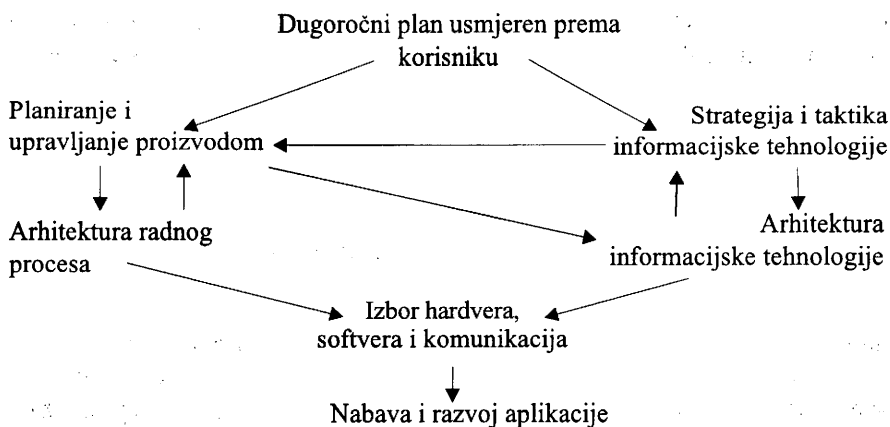 Dugoročni plan usmjeren prema
korisniku
Planiranje i
upravljanje proizvodom
Strategija i taktika
informacijske tehnologije
Arhitektura radnog
procesa
Arhitektura
informacijske tehnologije
Izbor hardvera,
softvera i komunikacija
Nabava i razvoj aplikacije